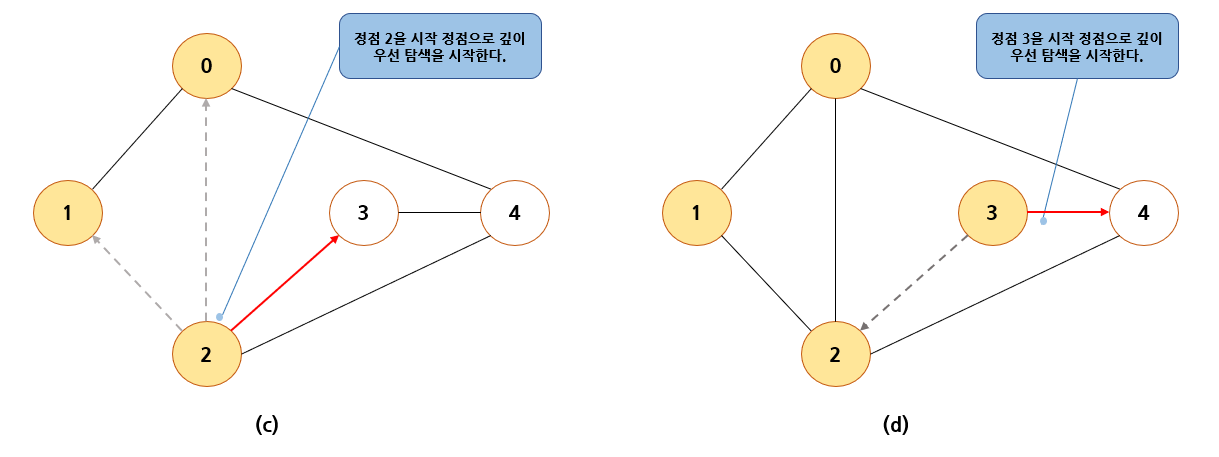 정점 2을 시작 정점으로 깊이
우선 탐색을 시작한다.
0
1
3
4
2
(c)
정점 3을 시작 정점으로 깊이
우선 탐색을 시작한다.
0
1
3
4
2
(d)